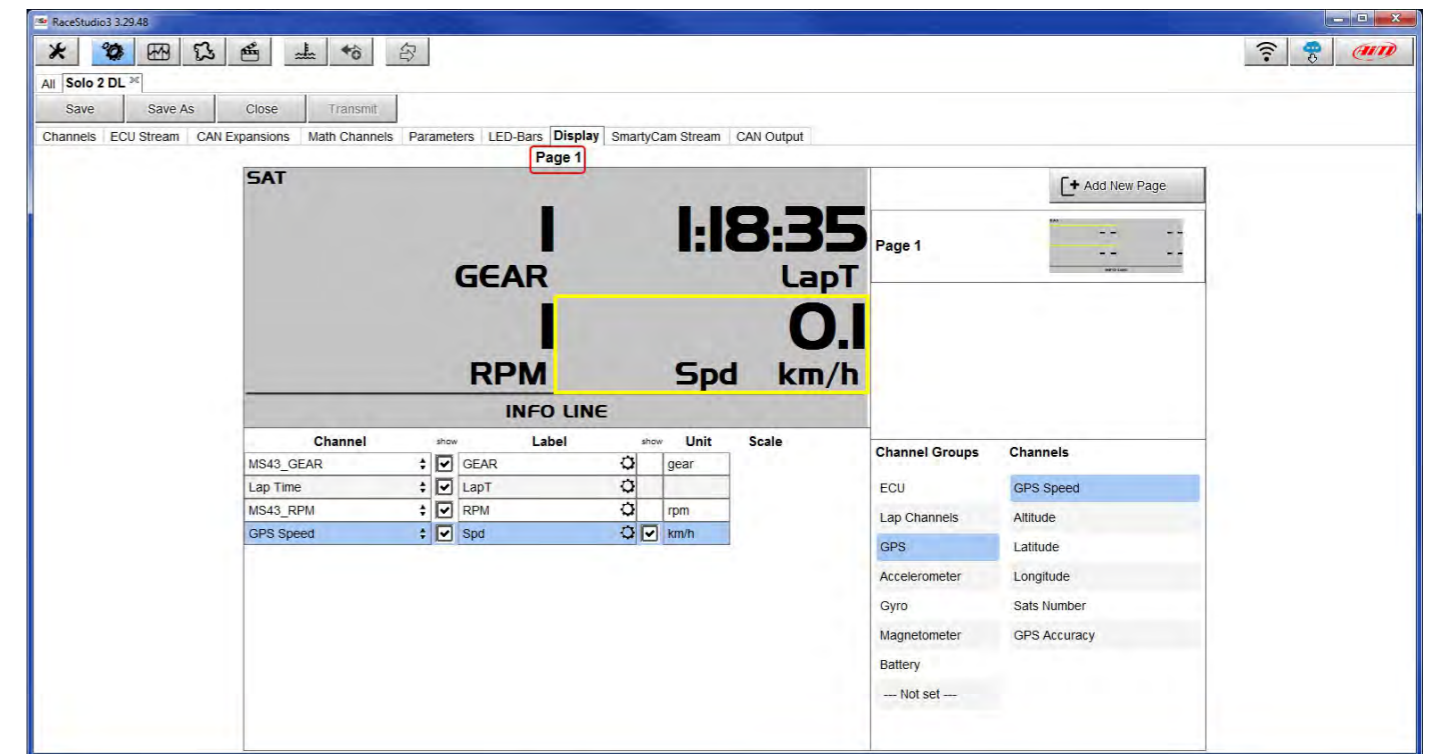 RaceStudio3 3.29.48
AiM
All Solo 2 DL
Save Save As Close Transmit
Channels ECU Stream CAN Expansions Math Channels Parameters LED-Bars Display SmartyCam Stream CAN Output
Page 1
SAT
1 1:18:35
GEAR LapT
1 0.1
RPM Spd km/h
INFO LINE
Add New Page
Page 1
-- --
-- --
Channel show Label show Unit Scale
MS43_GEAR GEAR gear
Lap Time LapT
MS43_RPM RPM rpm
GPS Speed Spd km/h
Channel Groups Channels
ECU GPS Speed
Lap Channels Altitude
GPS Latitude
Accelerometer Longitude
Gyro Sats Number
Magnetometer GPS Accuracy
Battery
--- Not set ---